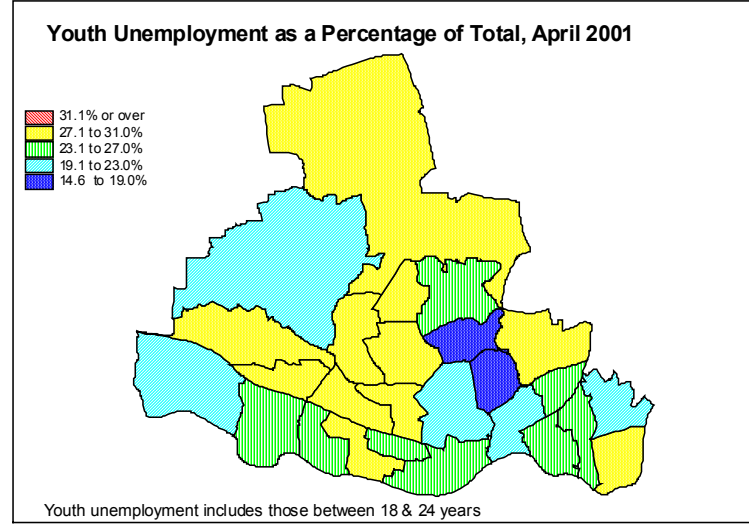 Youth Unemployment as a Percentage of Total, April 2001
31.1% or over
27.1 to 31.0%
23.1 to 27.0%
19.1 to 23.0%
14.6 to 19.0%
Youth unemployment includes those between 18 & 24 years